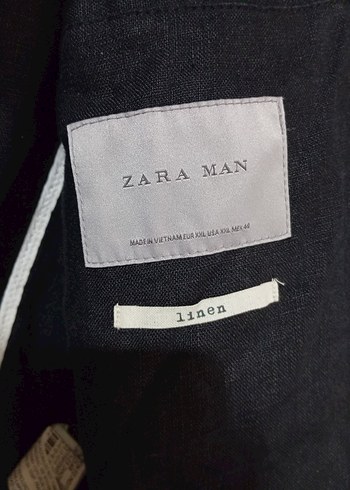 ZARA MAN
MADE IN VIETNAM EUR XXL USA XXL MEX 44
linen